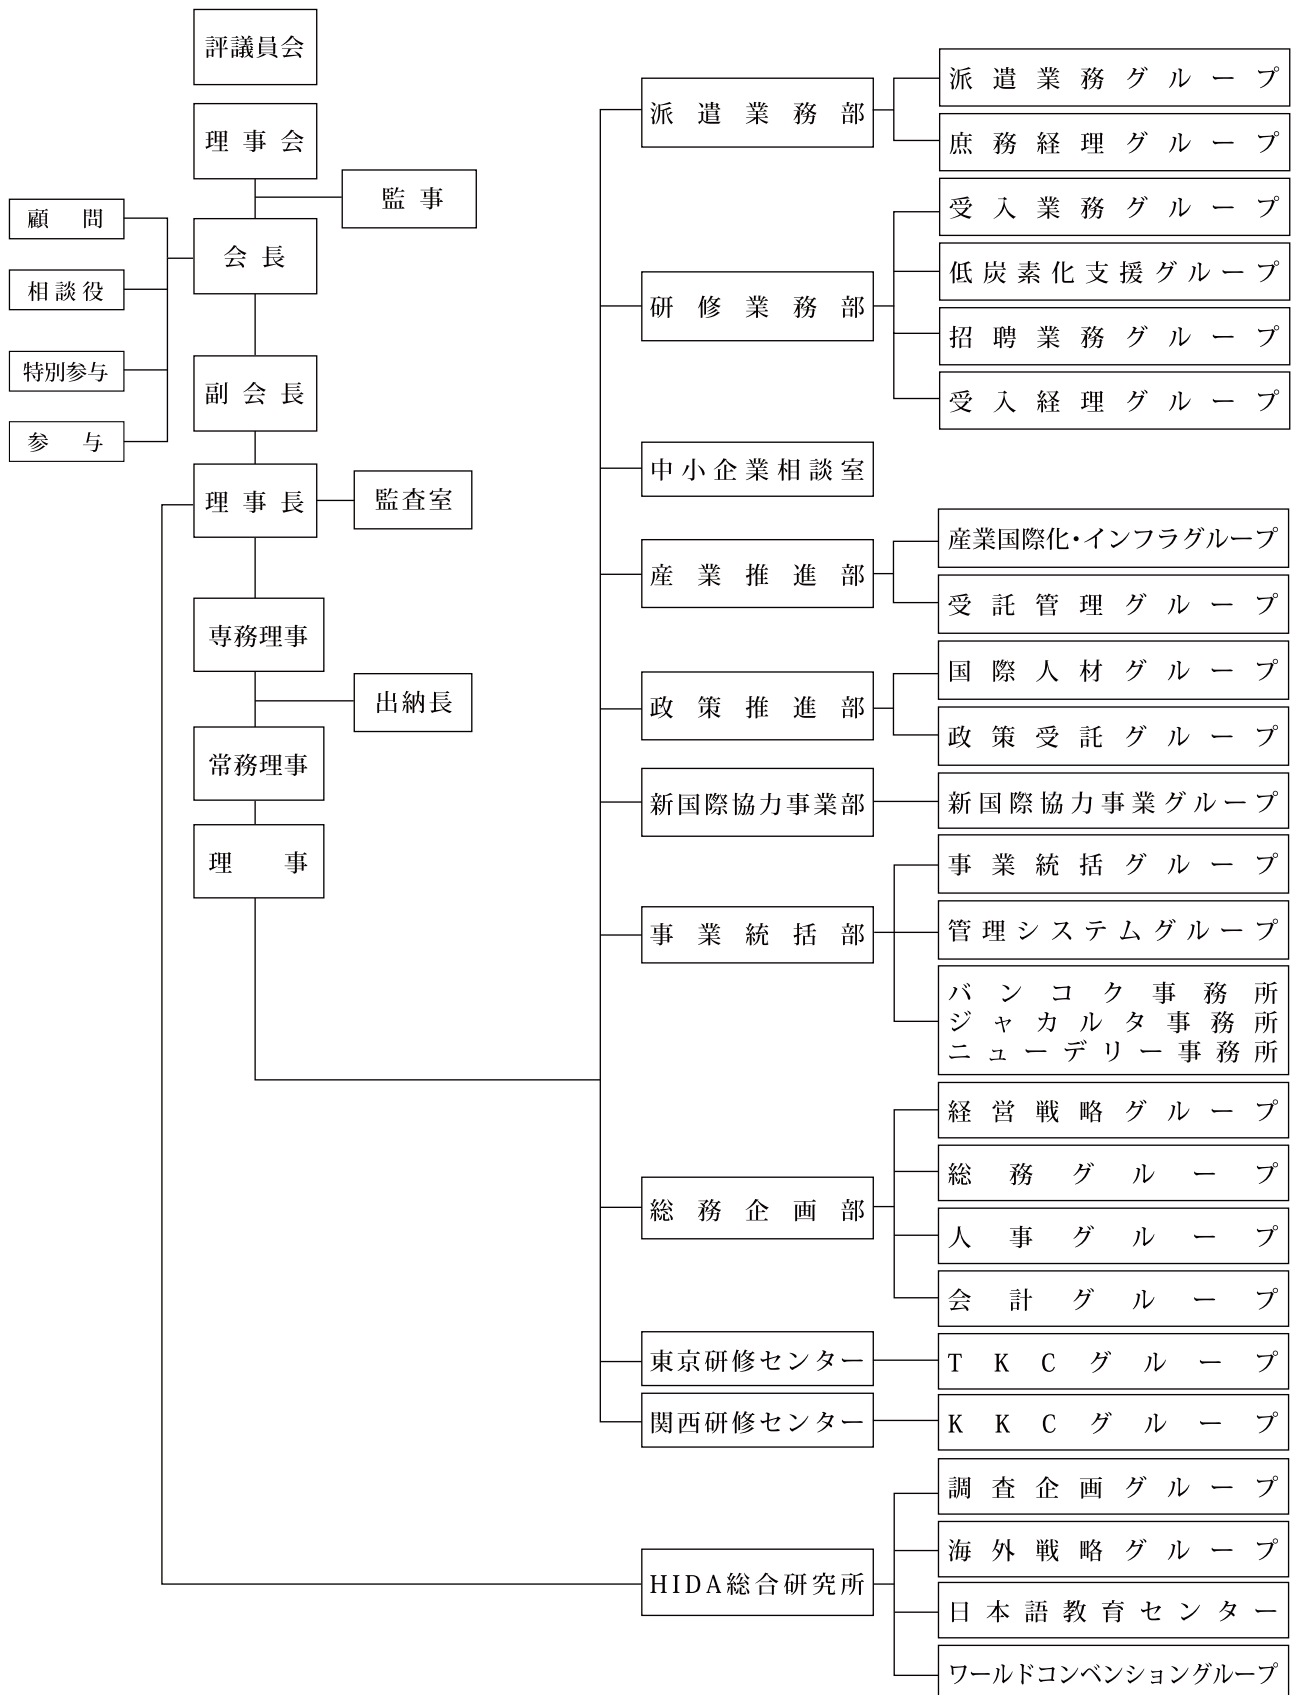 評議員会
理事会
監事
会長
顧問
相談役
特別参与
参与
副会長
理事長
監査室
専務理事
出納長
常務理事
理事
派遣業務部
派遣業務グループ
庶務経理グループ
研修業務部
受入業務グループ
低炭素化支援グループ
招聘業務グループ
受入経理グループ
中小企業相談室
産業推進部
産業国際化・インフラグループ
受託管理グループ
政策推進部
国際人材グループ
政策受託グループ
新国際協力事業部
新国際協力事業グループ
事業統括部
事業統括グループ
管理システムグループ
バンコク事務所
ジャカルタ事務所
ニューデリー事務所
総務企画部
経営戦略グループ
総務グループ
人事グループ
会計グループ
東京研修センター
TKCグループ
関西研修センター
KKCグループ
HIDA総合研究所
調査企画グループ
海外戦略グループ
日本語教育センター
ワールドコンベンショングループ